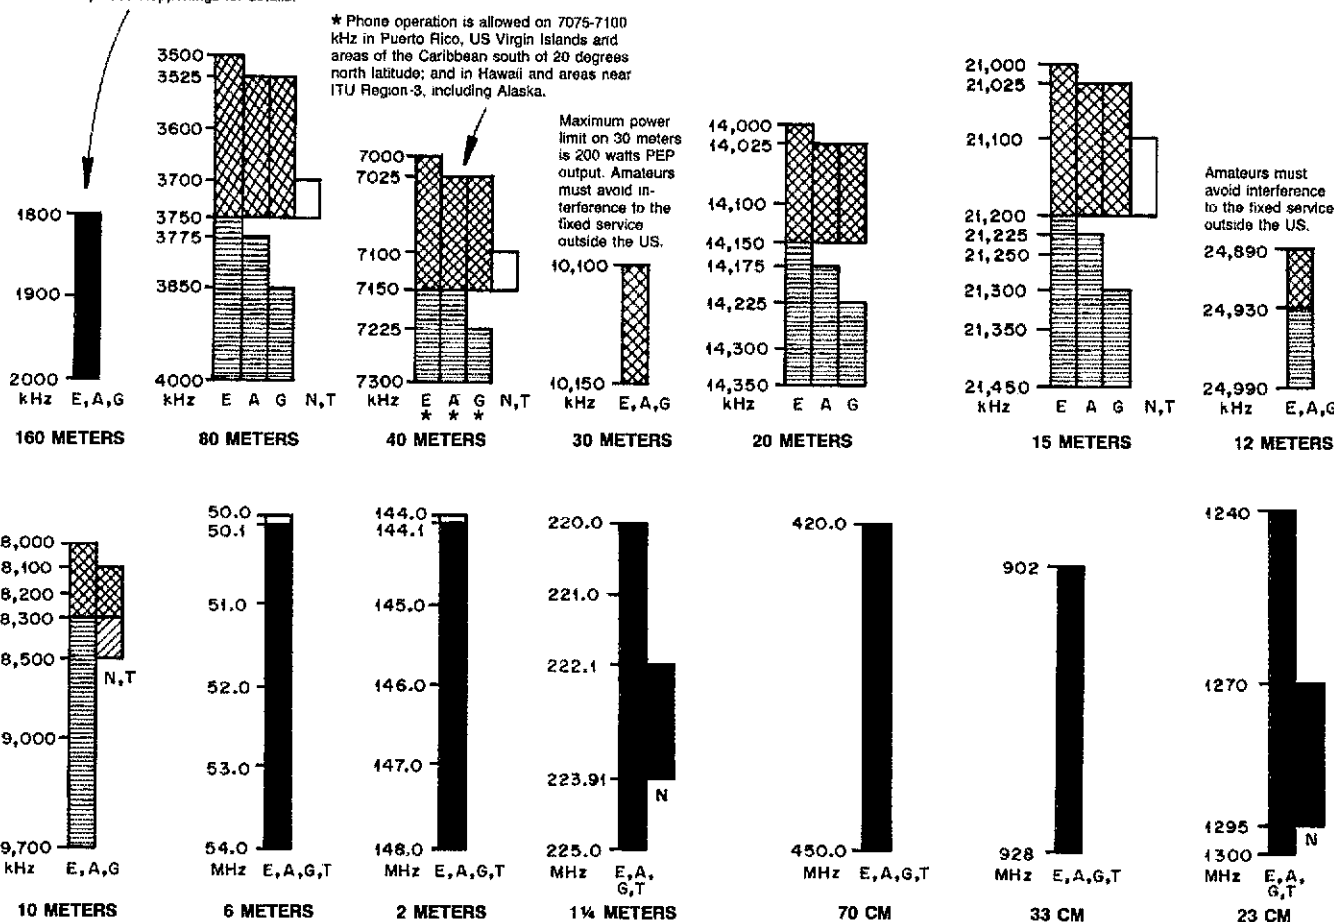 * Phone operation is allowed on 7075-7100
kHz in Puerto Rico, US Virgin Islands and
areas of the Caribbean south of 20 degrees
north latitude; and in Hawaii and areas near
ITU Region-3, including Alaska.
1800
1900
2000
kHz
E,A,G
160 METERS
3500
3525
3600
3700
3750
3775
3850
4000
kHz
E A G N,T
80 METERS
7000
7025
7100
7150
7225
7300
kHz
E A G N,T
* * *
40 METERS
Maximum power
limit on 30 meters
is 200 watts PEP
output. Amateurs
must avoid in-
terference to the
fixed service
outside the US.
10,100
10,150
kHz
E,A,G
30 METERS
14,000
14,025
14,100
14,150
14,175
14,225
14,300
14,350
kHz
E A G
20 METERS
21,000
21,025
21,100
21,200
21,225
21,250
21,300
21,350
21,450
kHz
E A G N,T
15 METERS
Amateurs must
avoid interference
to the fixed service
outside the US.
24,890
24,930
24,990
kHz
E,A,G
12 METERS
8,000
8,100
8,200
8,300
8,500
N,T
9,000
9,700
kHz
E,A,G
10 METERS
50.0
50.1
51.0
52.0
53.0
54.0
MHz
E,A,G,T
6 METERS
144.0
144.1
145.0
146.0
147.0
148.0
MHz
E,A,G,T
2 METERS
220.0
221.0
222.1
223.91
N
225.0
MHz
E,A,
G,T
1¼ METERS
420.0
450.0
MHz
E,A,G,T
70 CM
902
928
MHz
E,A,G,T
33 CM
1240
1270
1295
N
1300
MHz
E,A,
G,T
23 CM